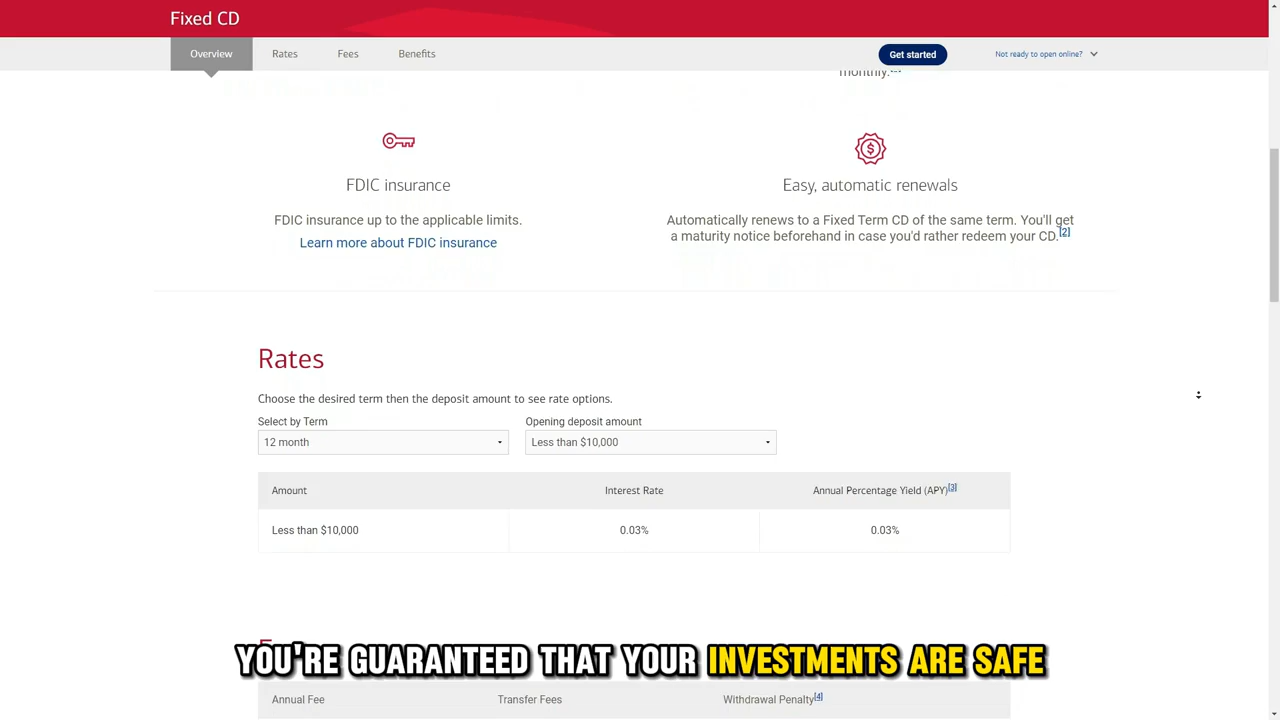 Fixed CD
Overview
Rates
Fees
Benefits
Get started
Not ready to open online?
monthly.
FDIC insurance
FDIC insurance up to the applicable limits.
Learn more about FDIC insurance
Easy, automatic renewals
Automatically renews to a Fixed Term CD of the same term. You'll get
a maturity notice beforehand in case you'd rather redeem your CD.[2]
Rates
Choose the desired term then the deposit amount to see rate options.
Select by Term
Opening deposit amount
12 month
Less than $10,000
Amount
Interest Rate
Annual Percentage Yield (APY)[3]
Less than $10,000
0.03%
0.03%
YOU'RE GUARANTEED THAT YOUR INVESTMENTS ARE SAFE
Annual Fee
Transfer Fees
Withdrawal Penalty[4]